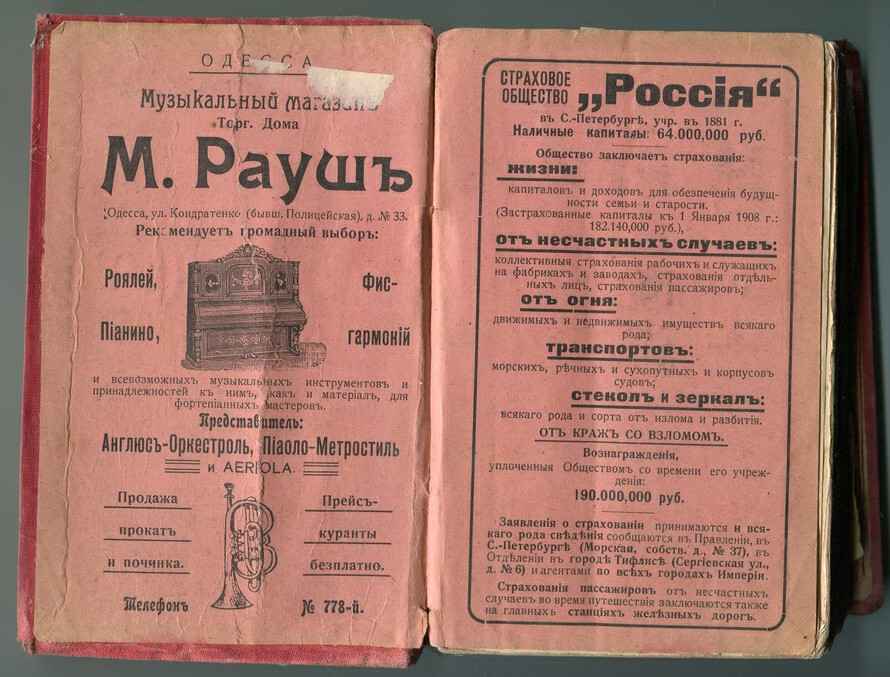 ОДЕССА
Музыкальный магазинъ
Торг. Дома
М. Раушъ
Одесса, ул. Кондратенко (бывш. Полицейской), д. № 33.
Рекомендуетъ громадный выборъ:
Роялей,
Фис-
Піанино,
гармоній
и всевозможныхъ музыкальныхъ инструментовъ и
принадлежностей къ нимъ, какъ и матеріалъ, для
фортепіанныхъ мастеровъ.
Представитель:
Англюсъ-Оркестроль, Піаоло-Метростиль
и AERIOLA.
Продажа
прокатъ
и починка.
Прейсъ-
куранты
безплатно.
Телефонъ
№ 778-й.
СТРАХОВОЕ
ОБЩЕСТВО
„Россія“
въ С.-Петербургѣ, учр. въ 1881 г.
Наличные капиталы: 64.000,000 руб.
Общество заключаетъ страхованія:
жизни:
капиталовъ и доходовъ для обезпеченія будущ-
ности семьи и старости.
(Застрахованные капиталы къ 1 Января 1908 г.:
182.140,000 руб.),
отъ несчастныхъ случаевъ:
коллективныя страхованія рабочихъ и служащихъ
на фабрикахъ и заводахъ, страхованія отдѣль-
ныхъ лицъ, страхованія пассажировъ;
отъ огня:
движимыхъ и недвижимыхъ имуществъ всякаго
рода;
транспортовъ:
морскихъ, рѣчныхъ и сухопутныхъ и корпусовъ
судовъ;
стеколъ и зеркалъ:
всякаго рода и сорта отъ излома и разбитія.
ОТЪ КРАЖЪ СО ВЗЛОМОМЪ.
Вознагражденія,
уплоченныя Обществомъ со времени его учреж-
денія:
190.000,000 руб.
Заявленія о страхованіи принимаются и вся-
каго рода свѣдѣнія сообщаются въ Правленіи, въ
С.-Петербургѣ (Морская, собств. д., № 37), въ
Отдѣленіи въ городѣ Тифлисѣ (Сергіевская ул.,
д. № 6) и агентами во всѣхъ городахъ Имперіи.
Страхованія пассажировъ отъ несчастныхъ
случаевъ во время путешествія заключаются также
на главныхъ станціяхъ желѣзныхъ дорогъ.